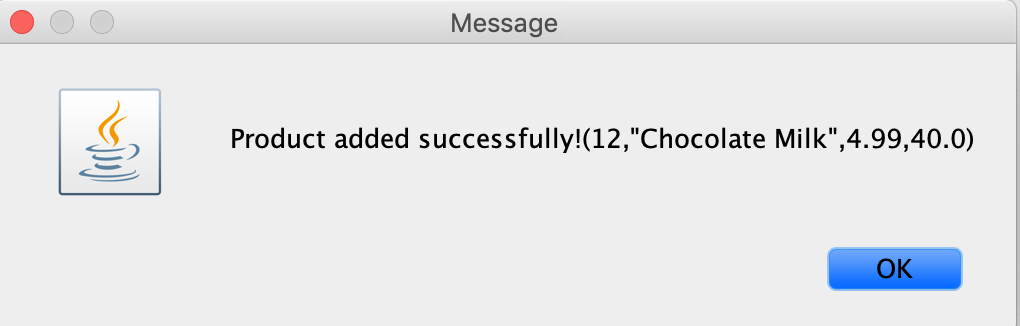 Message
Product added successfully!(12,"Chocolate Milk",4.99,40.0)
OK